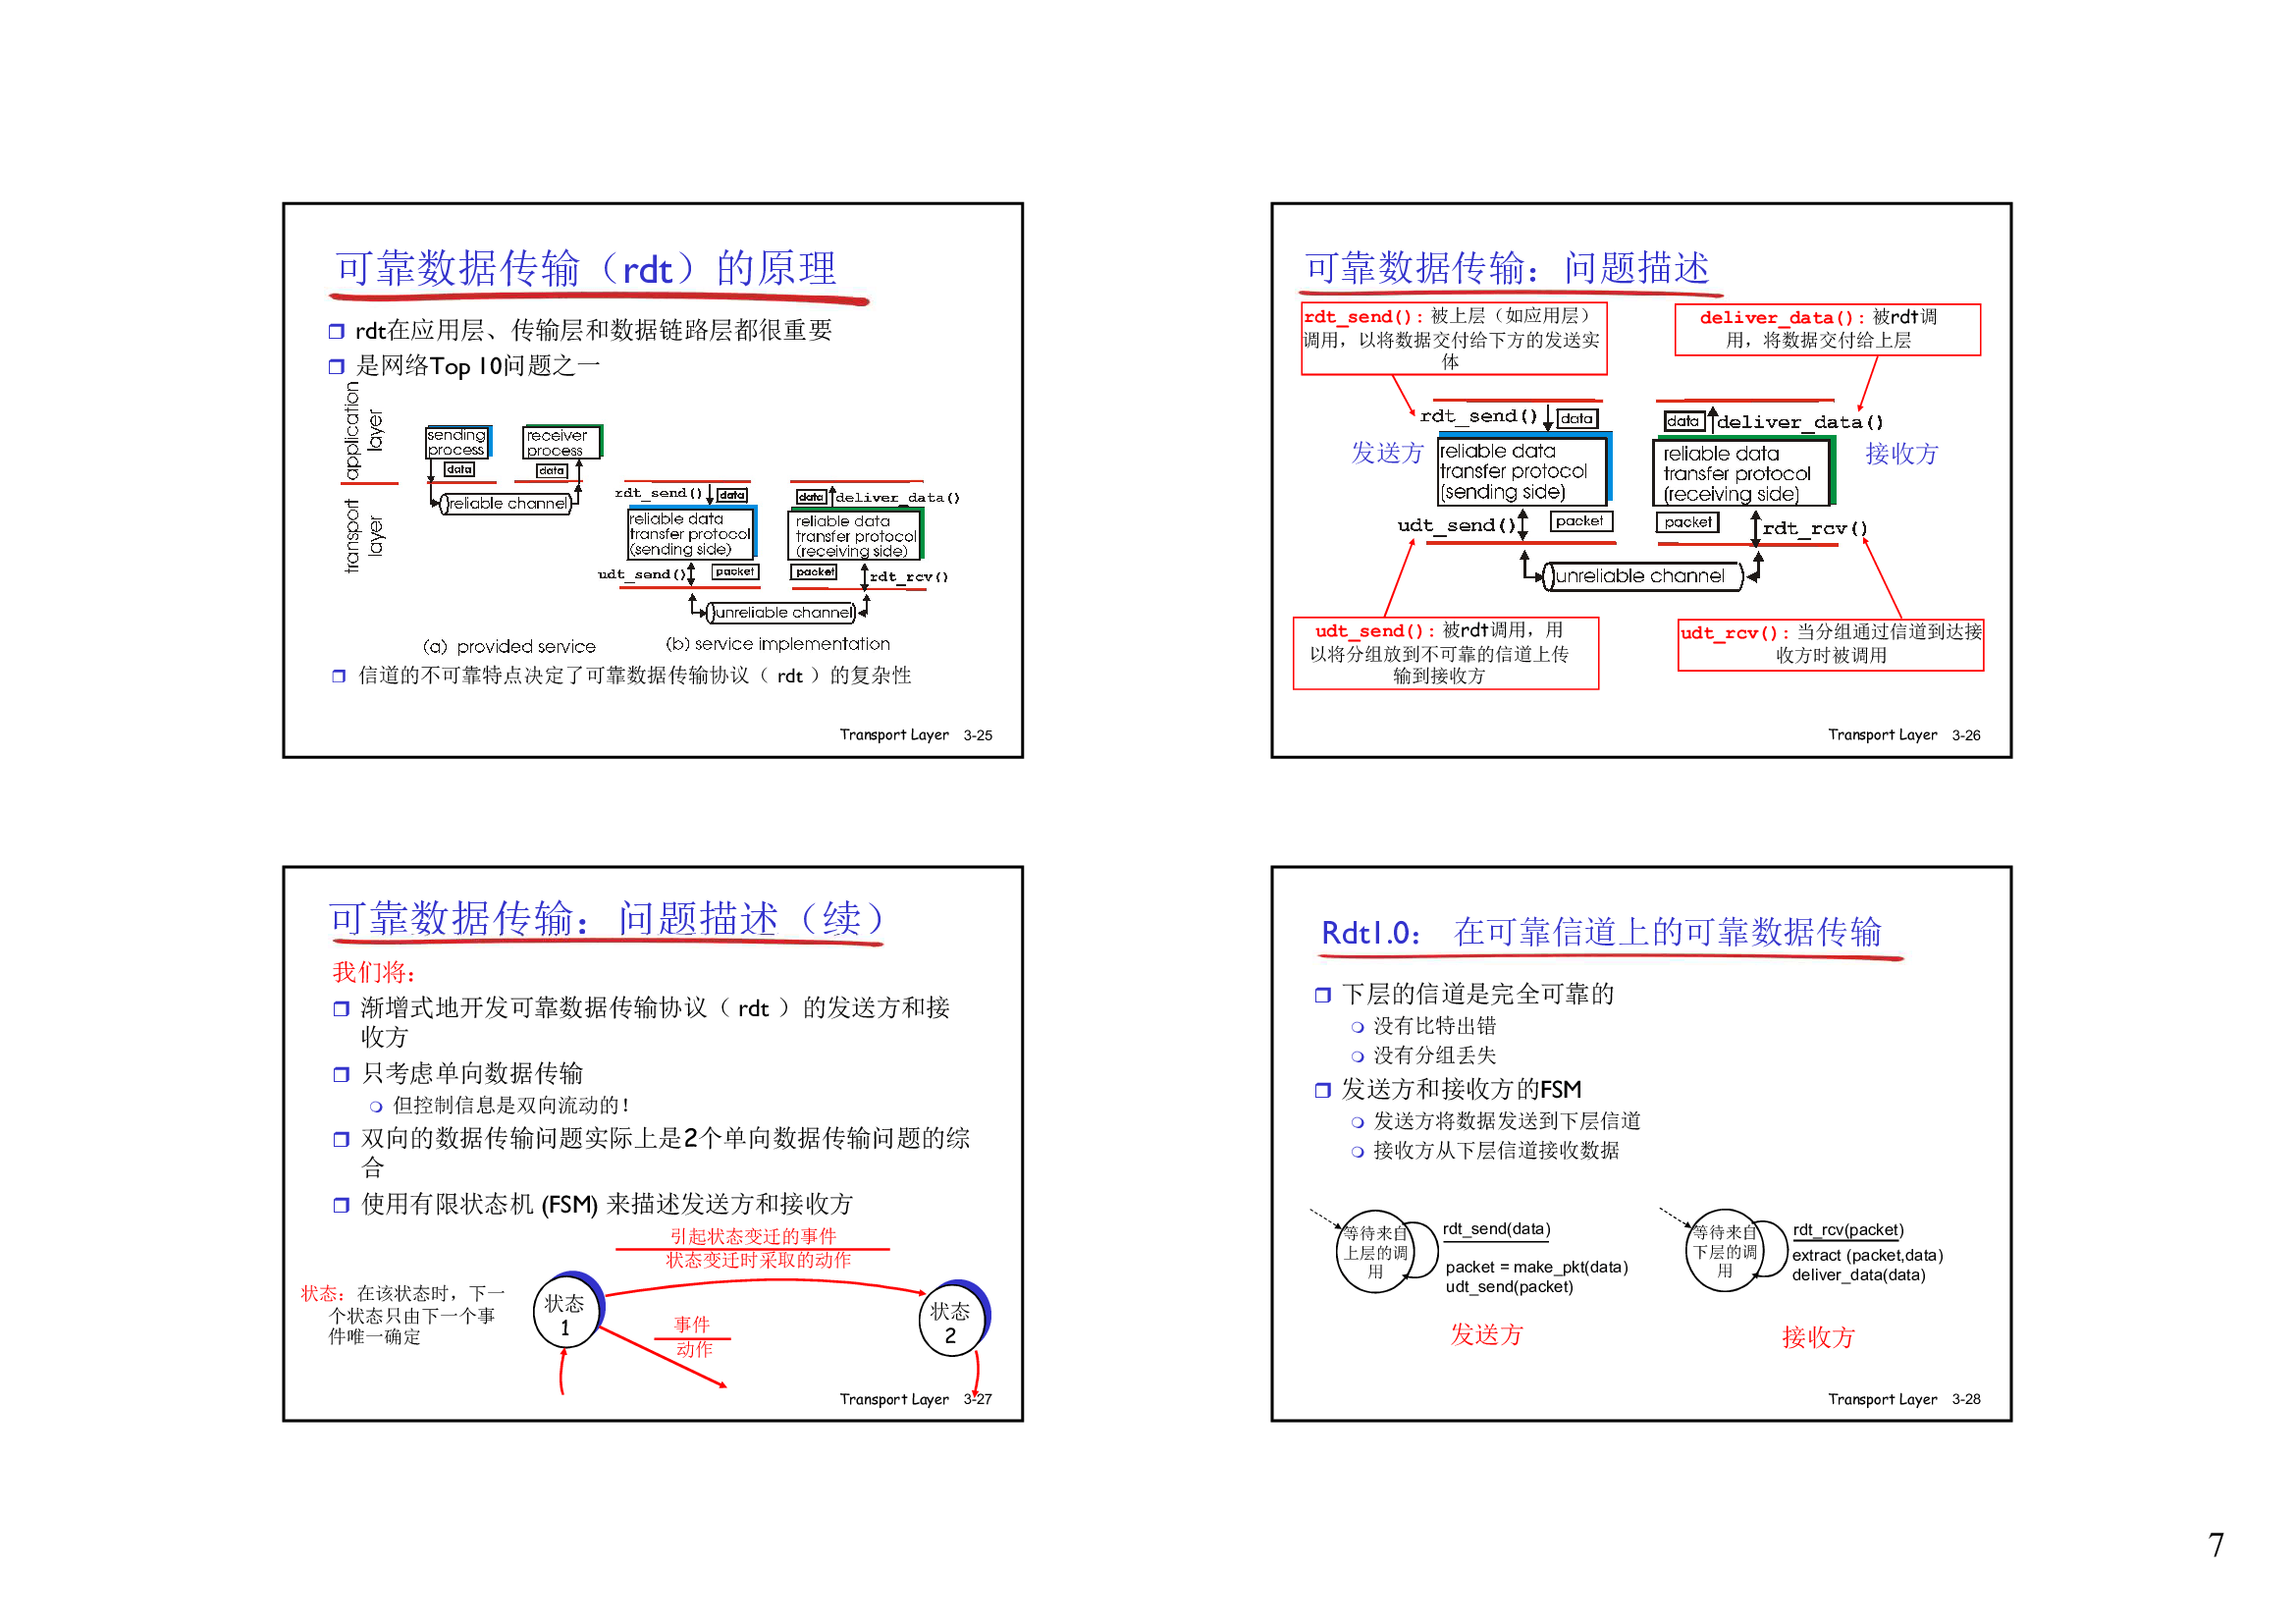 可靠数据传输（rdt）的原理
rdt在应用层、传输层和数据链路层都很重要
是网络Top 10问题之一
application
layer
transport
layer
sending
process
data
receiver
process
data
reliable channel
rdt_send()
data
reliable data
transfer protocol
(sending side)
udt_send()
packet
data
deliver_data()
reliable data
transfer protocol
(receiving side)
packet
rdt_rcv()
unreliable channel
(a) provided service
(b) service implementation
信道的不可靠特点决定了可靠数据传输协议（ rdt ）的复杂性
Transport Layer 3-25
可靠数据传输：问题描述
rdt_send(): 被上层（如应用层）
调用，以将数据交付给下方的发送实
体
deliver_data(): 被rdt调
用，将数据交付给上层
rdt_send()
data
data
deliver_data()
发送方
reliable data
transfer protocol
(sending side)
reliable data
transfer protocol
(receiving side)
接收方
udt_send()
packet
packet
rdt_rcv()
unreliable channel
udt_send(): 被rdt调用，用
以将分组放到不可靠的信道上传
输到接收方
udt_rcv(): 当分组通过信道到达接
收方时被调用
Transport Layer 3-26
可靠数据传输：问题描述（续）
我们将:
渐增式地开发可靠数据传输协议（ rdt ）的发送方和接
收方
只考虑单向数据传输
但控制信息是双向流动的！
双向的数据传输问题实际上是2个单向数据传输问题的综
合
使用有限状态机 (FSM) 来描述发送方和接收方
引起状态变迁的事件
状态变迁时采取的动作
状态：在该状态时，下一
个状态只由下一个事
件唯一确定
状态
1
事件
动作
状态
2
Transport Layer 3-27
Rdt1.0： 在可靠信道上的可靠数据传输
下层的信道是完全可靠的
没有比特出错
没有分组丢失
发送方和接收方的FSM
发送方将数据发送到下层信道
接收方从下层信道接收数据
等待来自
上层的调
用
rdt_send(data)
packet = make_pkt(data)
udt_send(packet)
发送方
等待来自
下层的调
用
rdt_rcv(packet)
extract (packet,data)
deliver_data(data)
接收方
Transport Layer 3-28
7